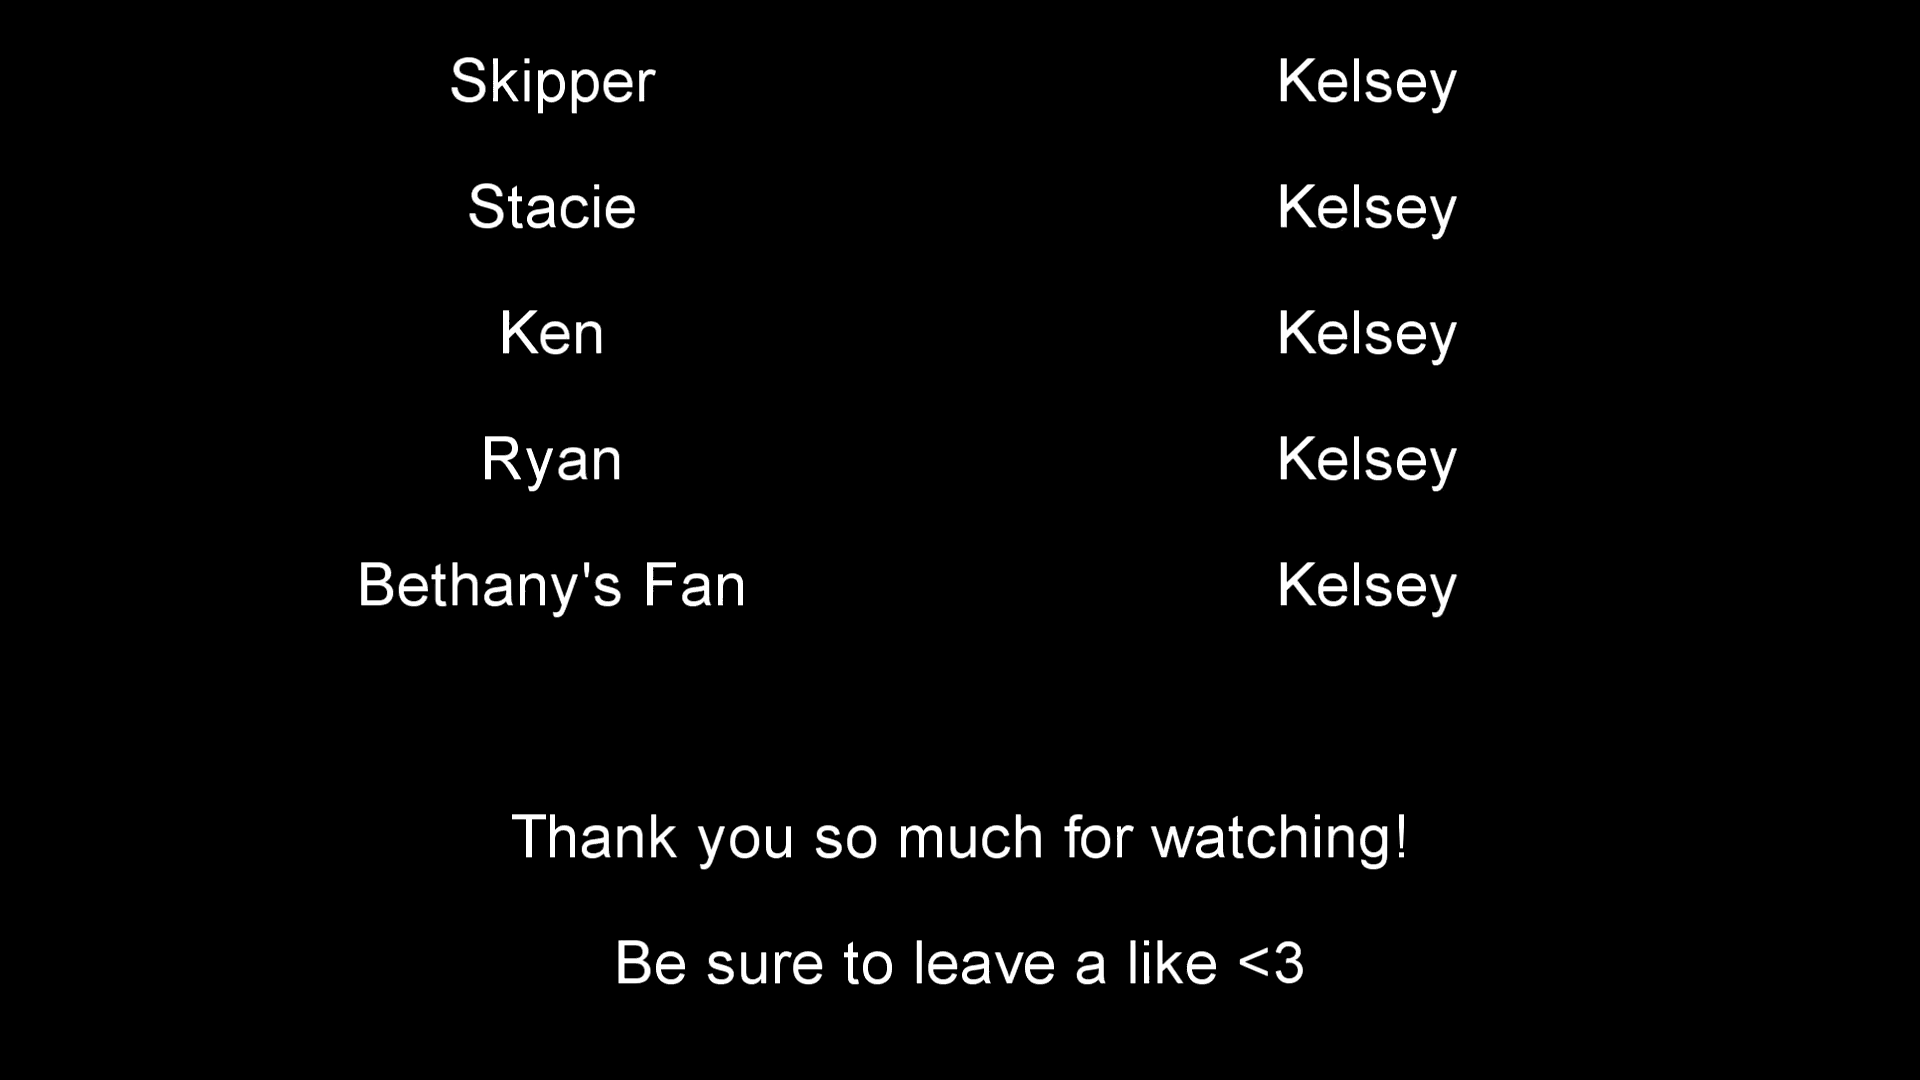 Skipper Kelsey
Stacie Kelsey
Ken Kelsey
Ryan Kelsey
Bethany's Fan Kelsey
Thank you so much for watching!
Be sure to leave a like <3